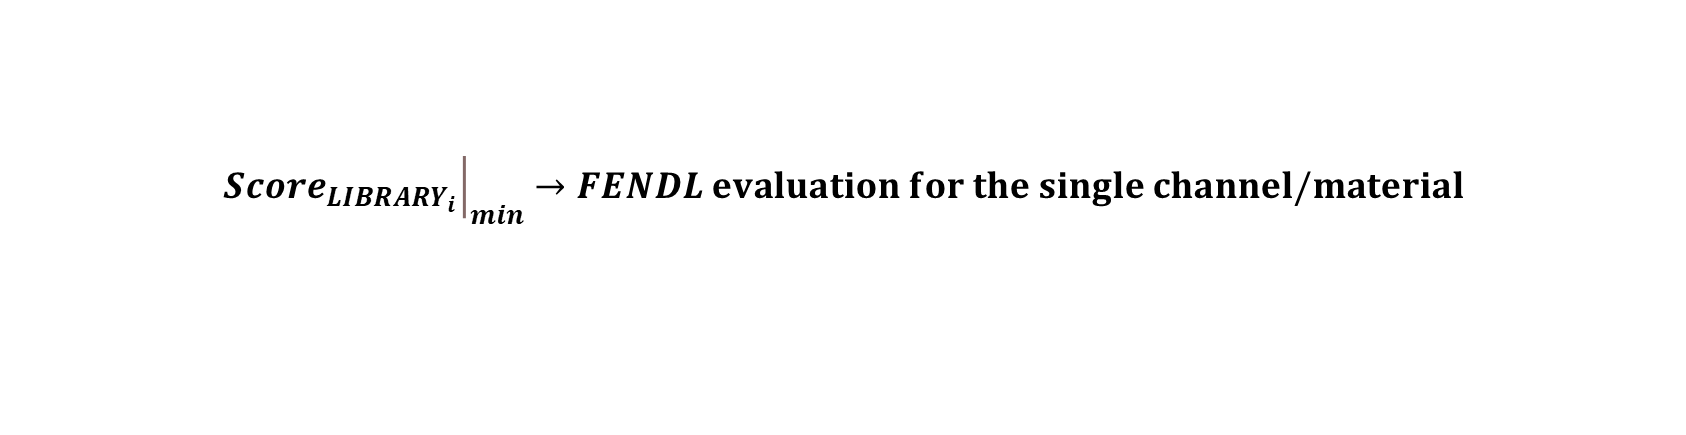 Score_{LIBRARY_i}|_{min} → FENDL evaluation for the single channel/material